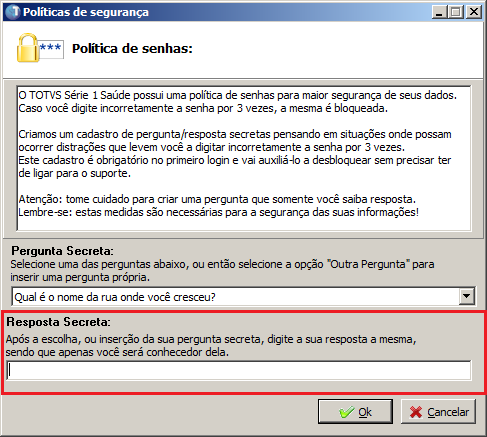 Políticas de segurança
***
Política de senhas:
O TOTVS Série 1 Saúde possui uma política de senhas para maior segurança de seus dados.
Caso você digite incorretamente a senha por 3 vezes, a mesma é bloqueada.
Criamos um cadastro de pergunta/resposta secretas pensando em situações onde possam
ocorrer distrações que levem você a digitar incorretamente a senha por 3 vezes.
Este cadastro é obrigatório no primeiro login e vai auxiliá-lo a desbloquear sem precisar ter
de ligar para o suporte.
Atenção: tome cuidado para criar uma pergunta que somente você saiba resposta.
Lembre-se: estas medidas são necessárias para a segurança das suas informações!
Pergunta Secreta:
Selecione uma das perguntas abaixo, ou então selecione a opção "Outra Pergunta" para
inserir uma pergunta própria.
Qual é o nome da rua onde você cresceu?
Resposta Secreta:
Após a escolha, ou inserção da sua pergunta secreta, digite a sua resposta a mesma,
sendo que apenas você será conhecedor dela.
Ok
Cancelar